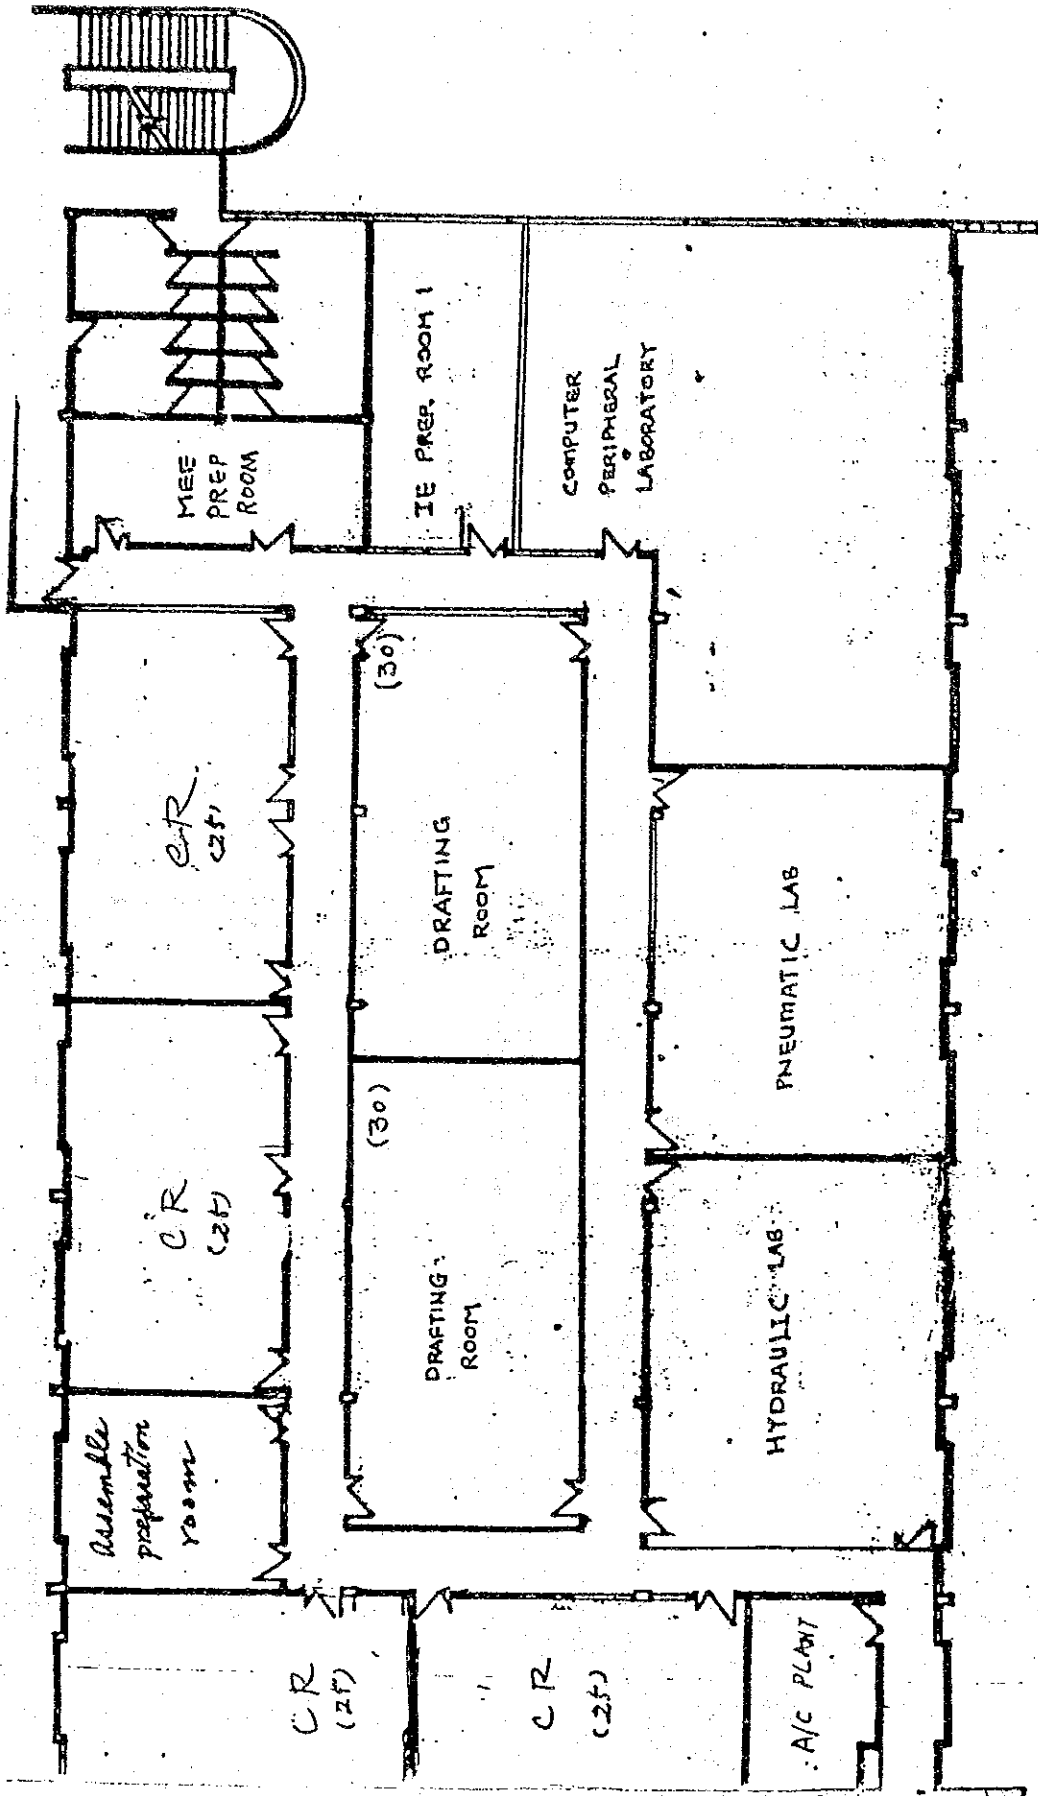 MEE
PREP
ROOM
IE PREP. ROOM 1
COMPUTER
PERIPHERAL
LABORATORY
CR
(25)
(30)
DRAFTING
ROOM
PNEUMATIC LAB
CR
(25)
(30)
DRAFTING
ROOM
HYDRAULIC LAB
Assemble
preparation
room
CR
(25)
CR
(25)
A/C PLANT